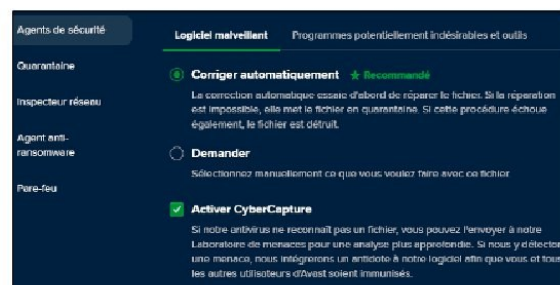 Agents de sécurité
Quarantaine
Inspecteur réseau
Agent anti-
ransomware
Pare-feu
Logiciel malveillant
Programmes potentiellement indésirables et outils
Corriger automatiquement ★ Recommandé
La correction automatique essaie d'abord de réparer le fichier. Si la réparation
est impossible, elle met le fichier en quarantaine. Si cette procédure échoue
également, le fichier est détruit.
Demander
Sélectionnez manuellement ce que vous voulez faire avec ce fichier
Activer CyberCapture
Si notre antivirus ne reconnaît pas un fichier, vous pouvez l'envoyer à notre
Laboratoire de menaces pour une analyse plus approfondie. Si nous y détecton
une menace, nous intégrerons un antidote à notre logiciel afin que vous et tous
les autres utilisateurs d'Avast soient immunisés.